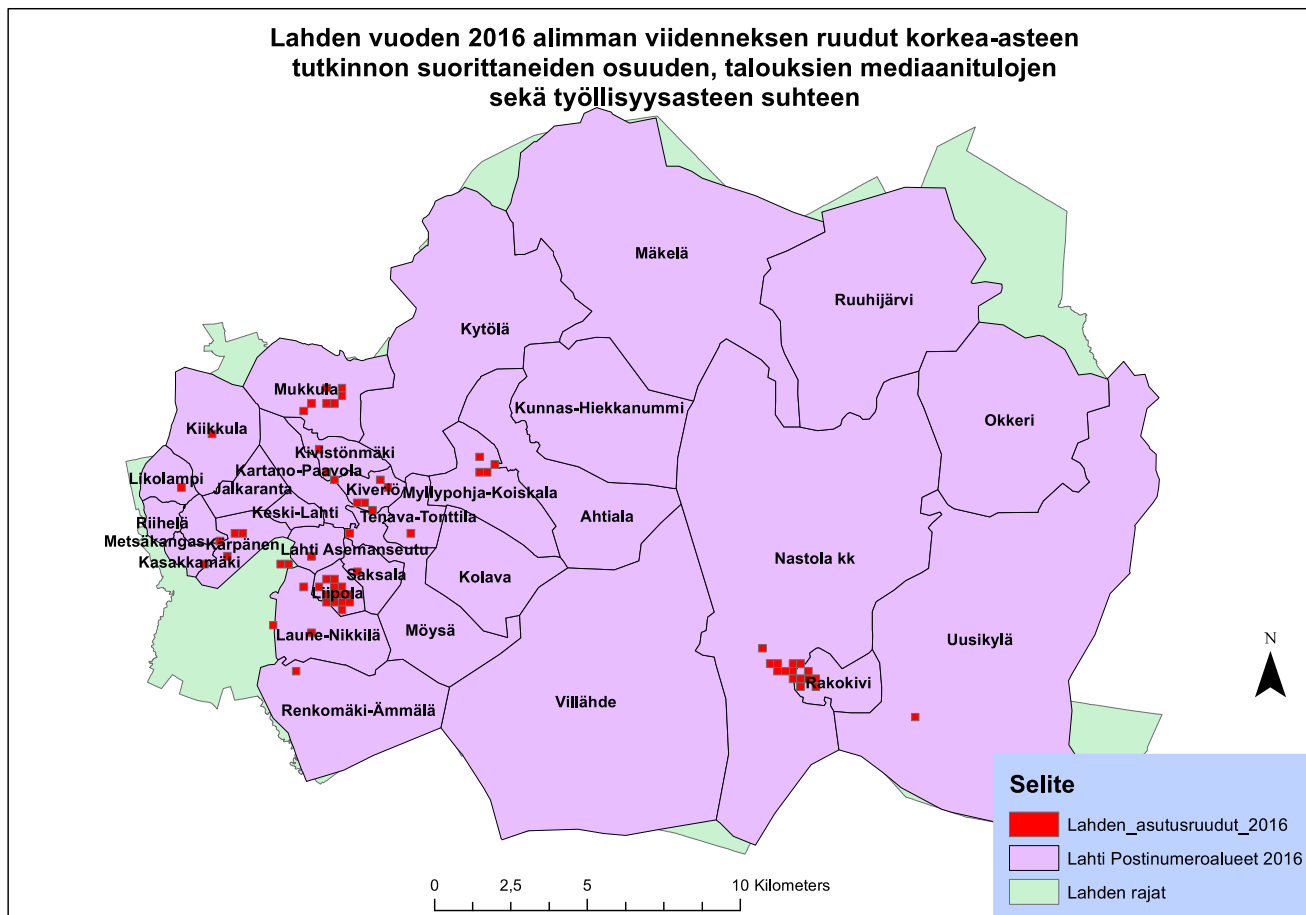 Lahden vuoden 2016 alimman viidenneksen ruudut korkea-asteen
tutkinnon suorittaneiden osuuden, talouksien mediaanitulojen
sekä työllisyysasteen suhteen
Mäkelä
Ruuhijärvi
Kytölä
Mukkula
Kunnas-Hiekkanummi
Okkeri
Kiikkula
Kivistönmäki
Kartano-Paavola
Likolampi
Jalkaranta
Kiveriö
Myllypohja-Koiskala
Keski-Lahti
Tenava-Tonttila
Ahtiala
Riihelä
Metsäkangas
Kärpänen
Lahti Asemanseutu
Nastola kk
Kasakkamäki
Saksala
Kolava
Liipola
Laune-Nikkilä
Möysä
Uusikylä
Rakokivi
Renkomäki-Ämmälä
Villähde
N
Selite
Lahden_asutusruudut_2016
Lahti Postinumeroalueet 2016
Lahden rajat
0 2,5 5 10 Kilometers